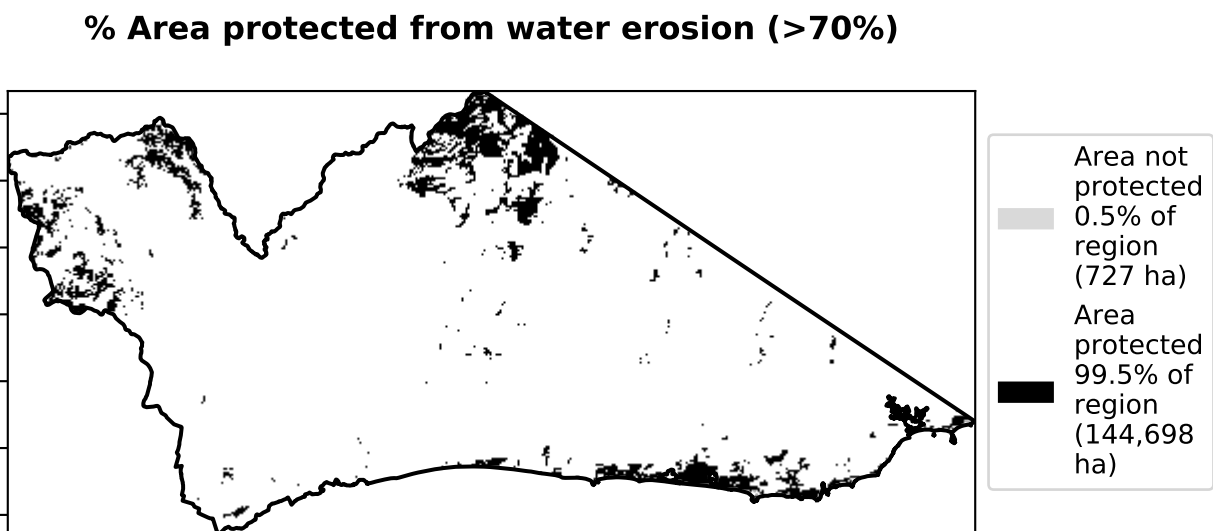 % Area protected from water erosion (>70%)
Area not
protected
0.5% of
region
(727 ha)
Area
protected
99.5% of
region
(144,698
ha)